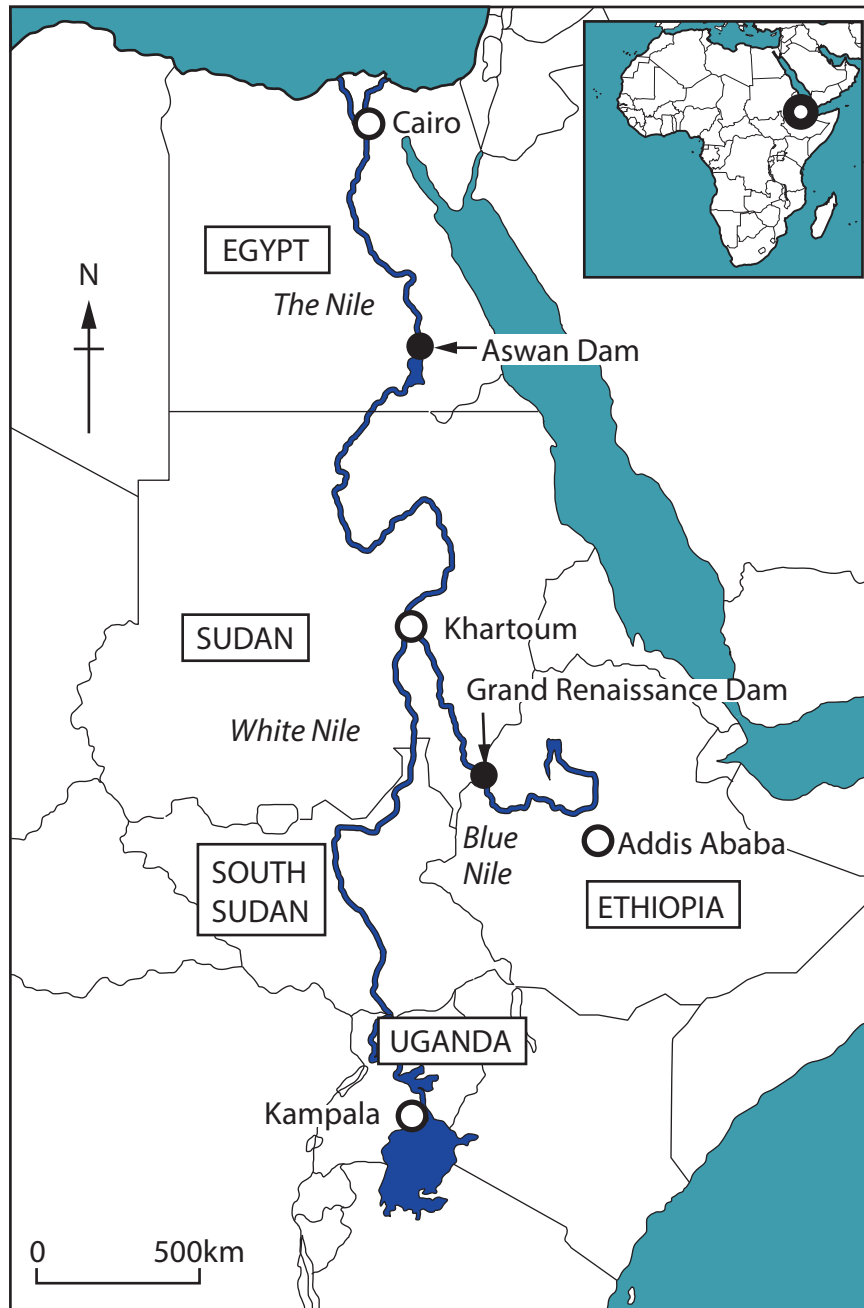 Cairo
EGYPT
N
The Nile
Aswan Dam
SUDAN
Khartoum
Grand Renaissance Dam
White Nile
Blue
Nile
Addis Ababa
SOUTH
SUDAN
ETHIOPIA
UGANDA
Kampala
0 500km